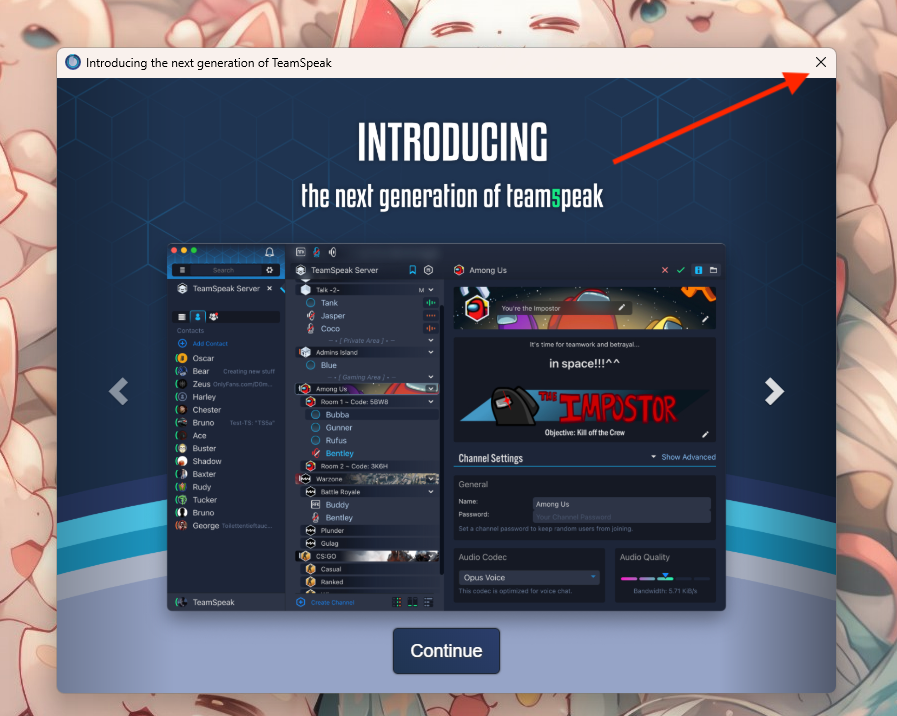 Introducing the next generation of TeamSpeak
INTRODUCING
the next generation of teamspeak
Search
TeamSpeak Server
Contacts
Add Contact
Oscar
Bear Creating new stuff
Zeus
Harley
Chester
Bruno
Ace
Buster
Shadow
Baxter
Rudy
Tucker
Bruno
George
TeamSpeak
TeamSpeak Server
Talk -2- M
Tank
Jasper
Coco
-·- [ Private Area ] -·-
Admins Island
Blue
-·- [ Gaming Area ] -·-
Among Us
Room 1 – Code: 5BW8
Bubba
Gunner
Rufus
Bentley
Room 2 – Code: 3K6H
Warzone
Battle Royale
Buddy
Bentley
Plunder
Gulag
CS:GO
Casual
Ranked
Create Channel
Among Us
You're the Impostor
It's time for teamwork and betrayal...
in space!!!^^
THE IMPOSTOR
Objective: Kill off the Crew
Channel Settings
Show Advanced
General
Name: Among Us
Password: Your Channel Password
Set a channel password to keep random users from joining.
Audio Codec
Opus Voice
This codec is optimized for voice chat.
Audio Quality
Bandwidth: 5.71 KiB/s
Continue